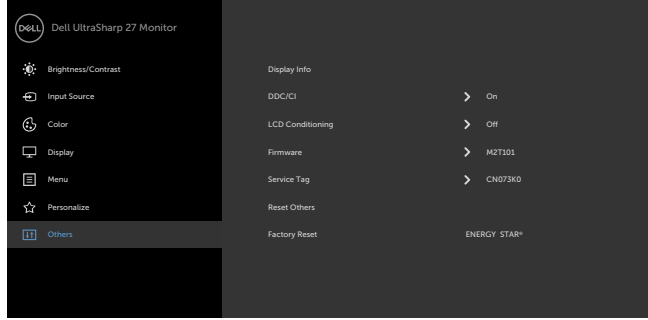 DELL
Dell UltraSharp 27 Monitor
Brightness/Contrast
Input Source
Color
Display
Menu
Personalize
Others
Display Info
DDC/CI On
LCD Conditioning Off
Firmware M2T101
Service Tag CN073K0
Reset Others
Factory Reset ENERGY STAR®